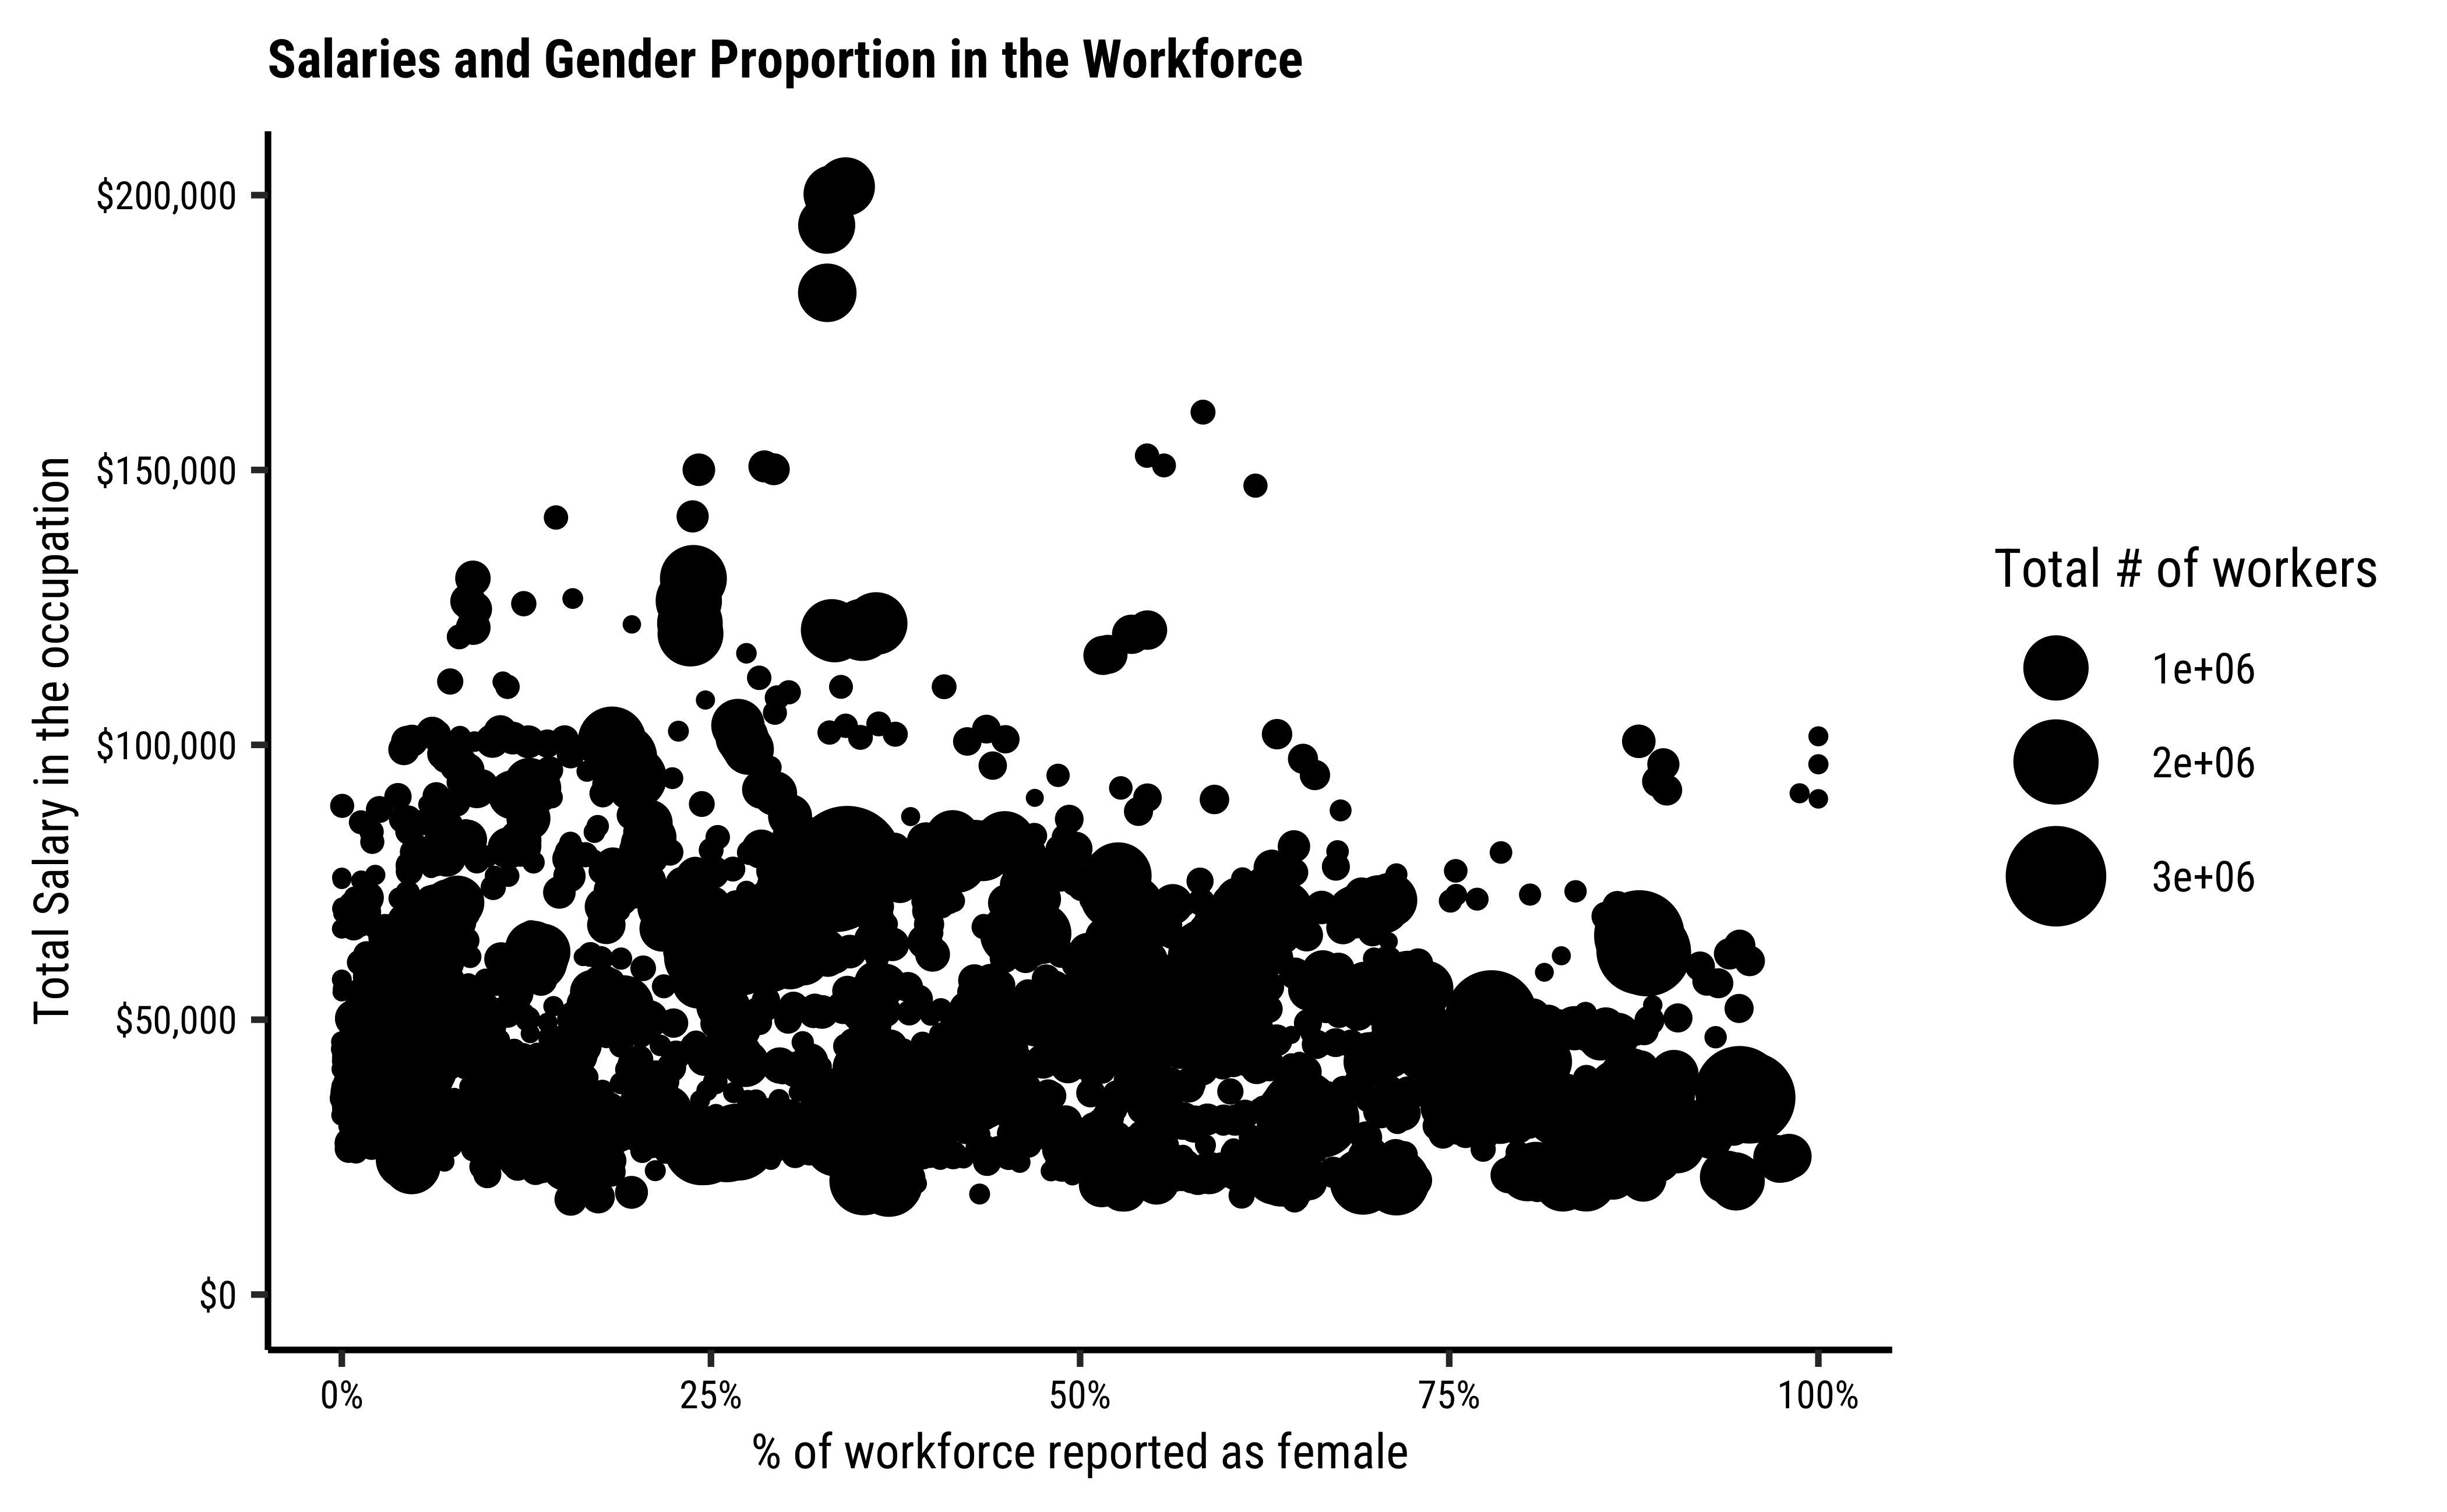 Salaries and Gender Proportion in the Workforce
Total Salary in the occupation
$200,000
$150,000
$100,000
$50,000
$0
0%
25%
50%
75%
100%
% of workforce reported as female
Total # of workers
1e+06
2e+06
3e+06